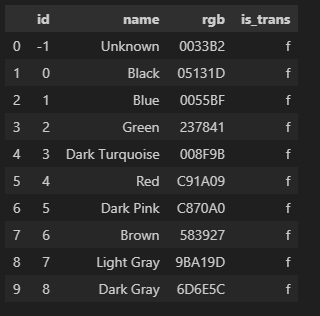 id name rgb is_trans
0 -1 Unknown 0033B2 f
1 0 Black 05131D f
2 1 Blue 0055BF f
3 2 Green 237841 f
4 3 Dark Turquoise 008F9B f
5 4 Red C91A09 f
6 5 Dark Pink C870A0 f
7 6 Brown 583927 f
8 7 Light Gray 9BA19D f
9 8 Dark Gray 6D6E5C f